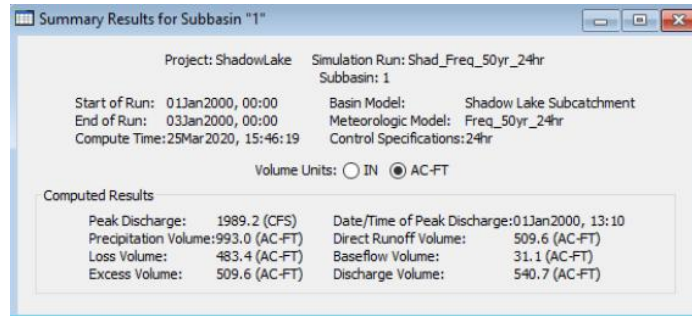 Summary Results for Subbasin "1"
Project: ShadowLake Simulation Run: Shad_Freq_50yr_24hr
Subbasin: 1
Start of Run: 01Jan2000, 00:00 Basin Model: Shadow Lake Subcatchment
End of Run: 03Jan2000, 00:00 Meteorologic Model: Freq_50yr_24hr
Compute Time:25Mar2020, 15:46:19 Control Specifications:24hr
Volume Units: IN AC-FT
Computed Results
Peak Discharge: 1989.2 (CFS) Date/Time of Peak Discharge:01Jan2000, 13:10
Precipitation Volume:993.0 (AC-FT) Direct Runoff Volume: 509.6 (AC-FT)
Loss Volume: 483.4 (AC-FT) Baseflow Volume: 31.1 (AC-FT)
Excess Volume: 509.6 (AC-FT) Discharge Volume: 540.7 (AC-FT)